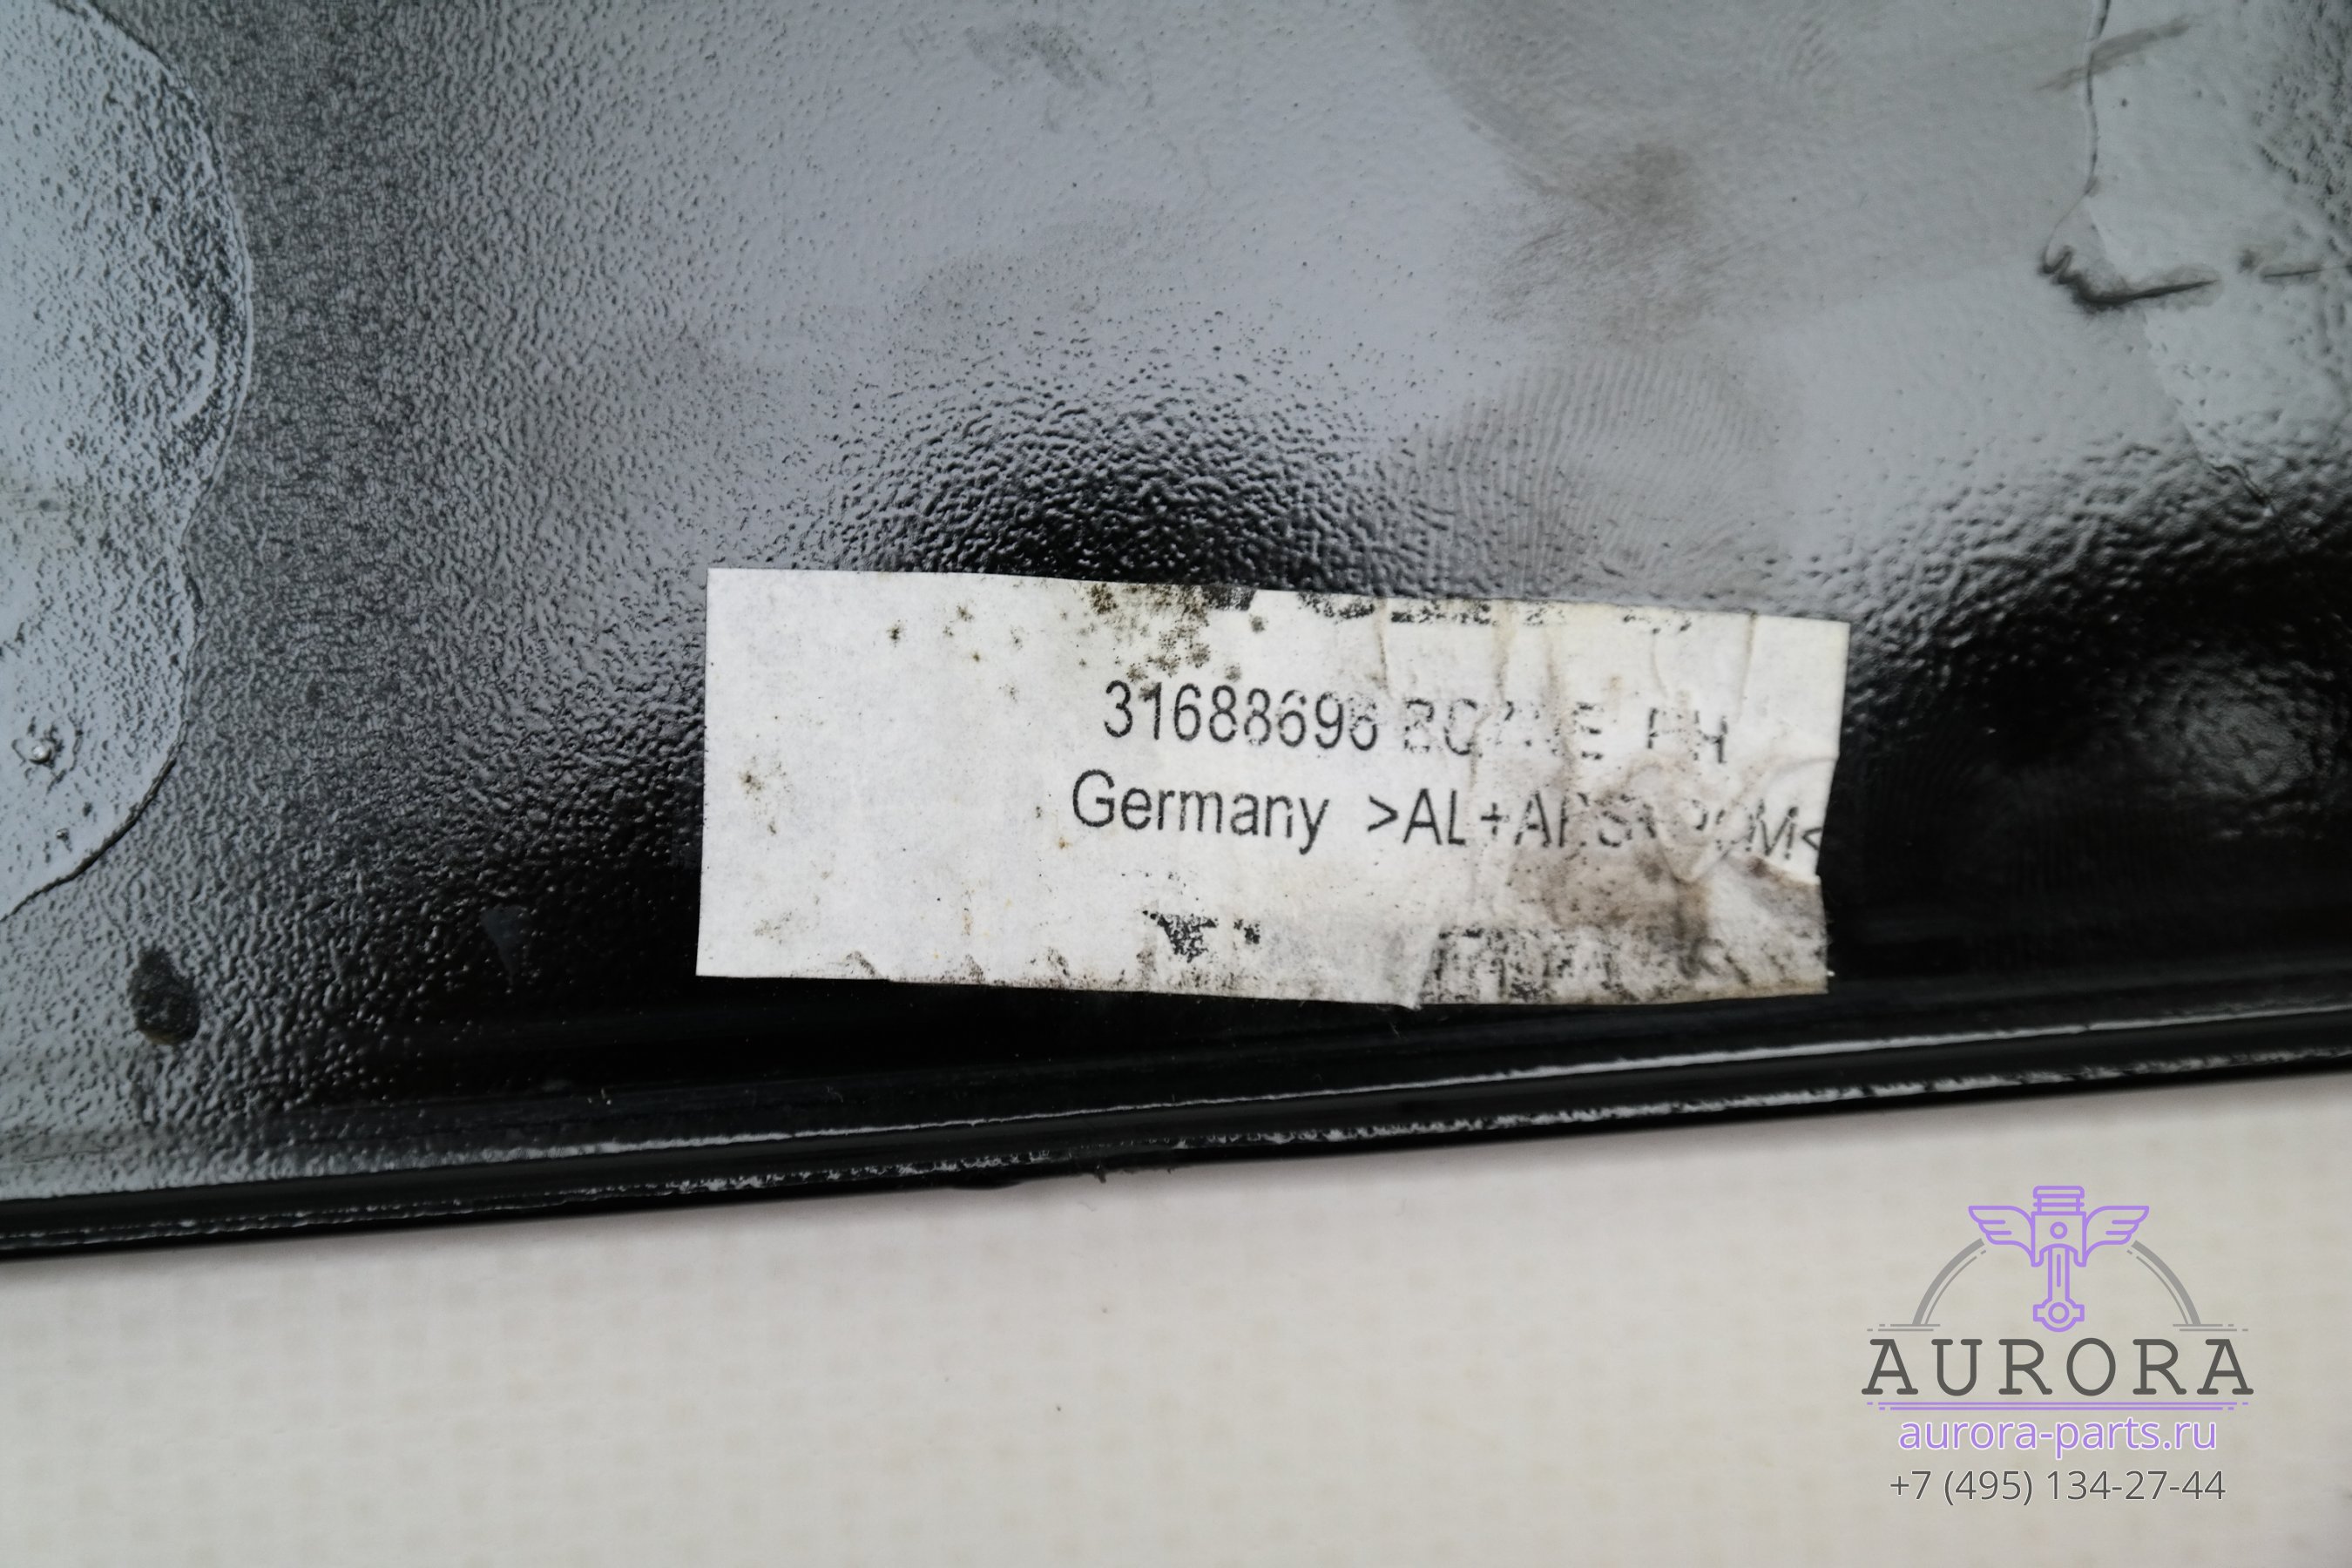 31688696
Germany >AL+
AURORA
aurora-parts.ru
+7 (495) 134-27-44